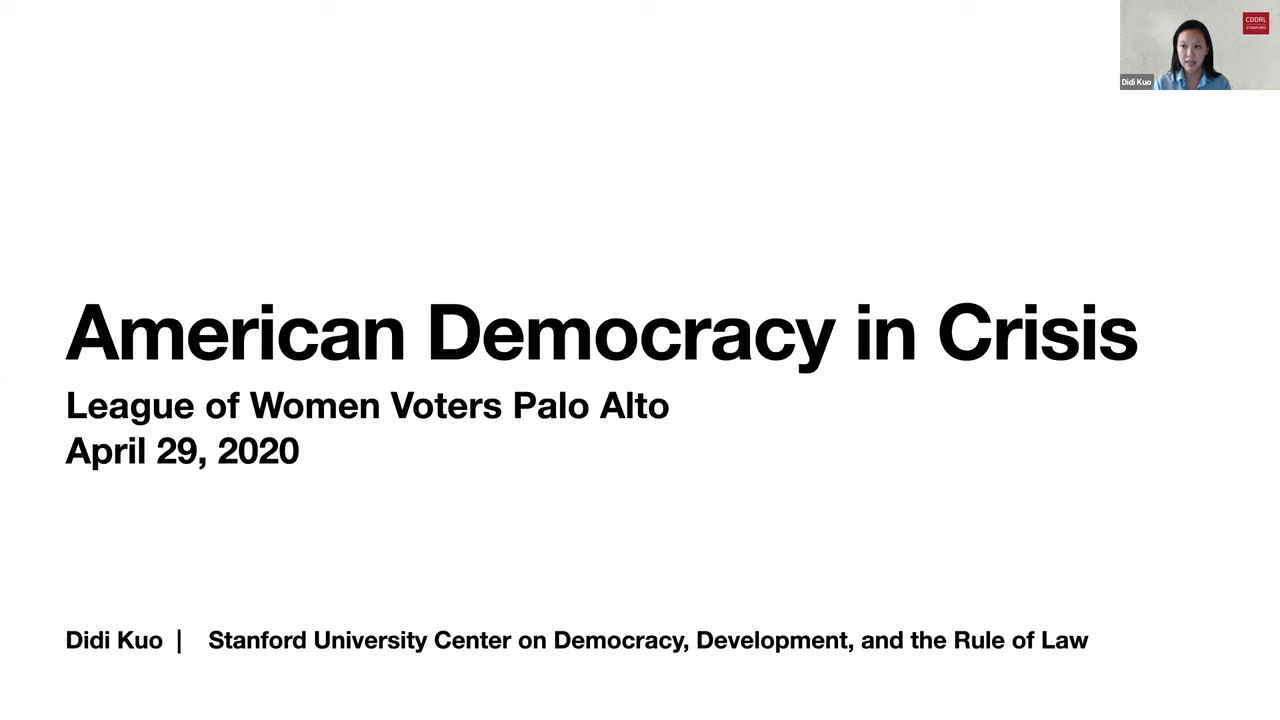 CDDRL
STANFORD
Didi Kuo
American Democracy in Crisis
League of Women Voters Palo Alto
April 29, 2020
Didi Kuo | Stanford University Center on Democracy, Development, and the Rule of Law